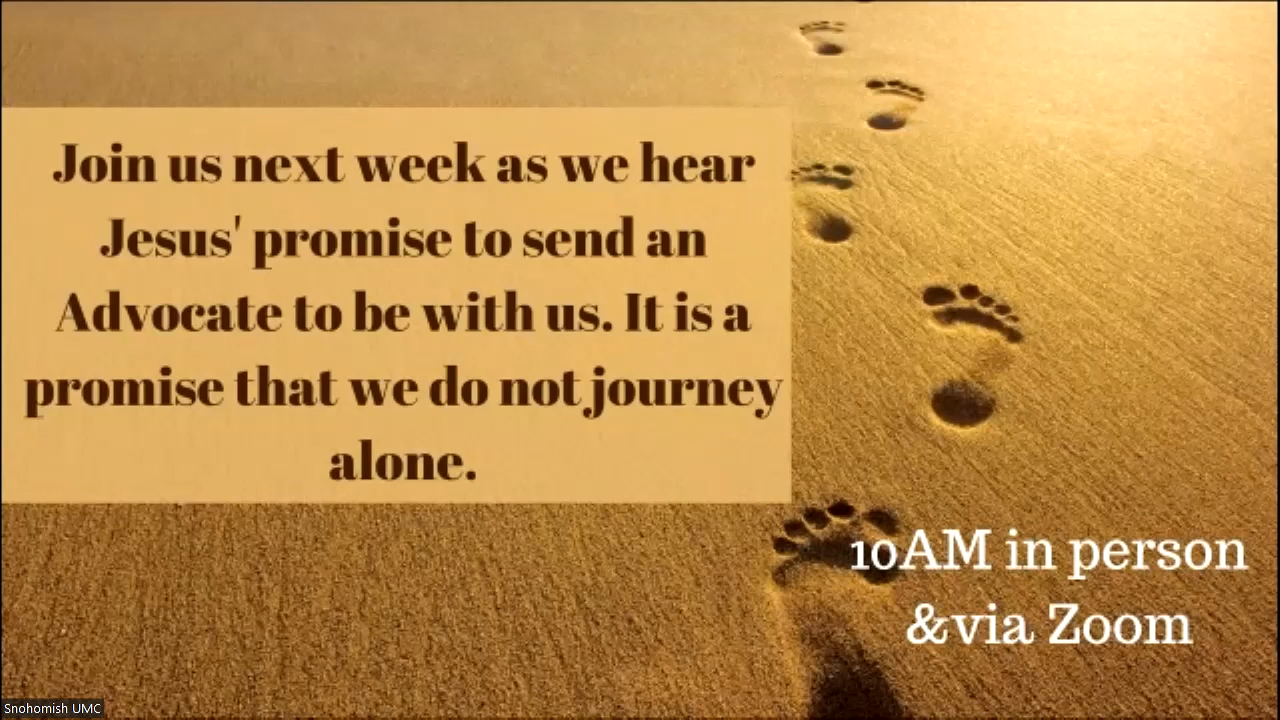 Join us next week as we hear
Jesus' promise to send an
Advocate to be with us. It is a
promise that we do not journey
alone.
10AM in person
&via Zoom
Snohomish UMC